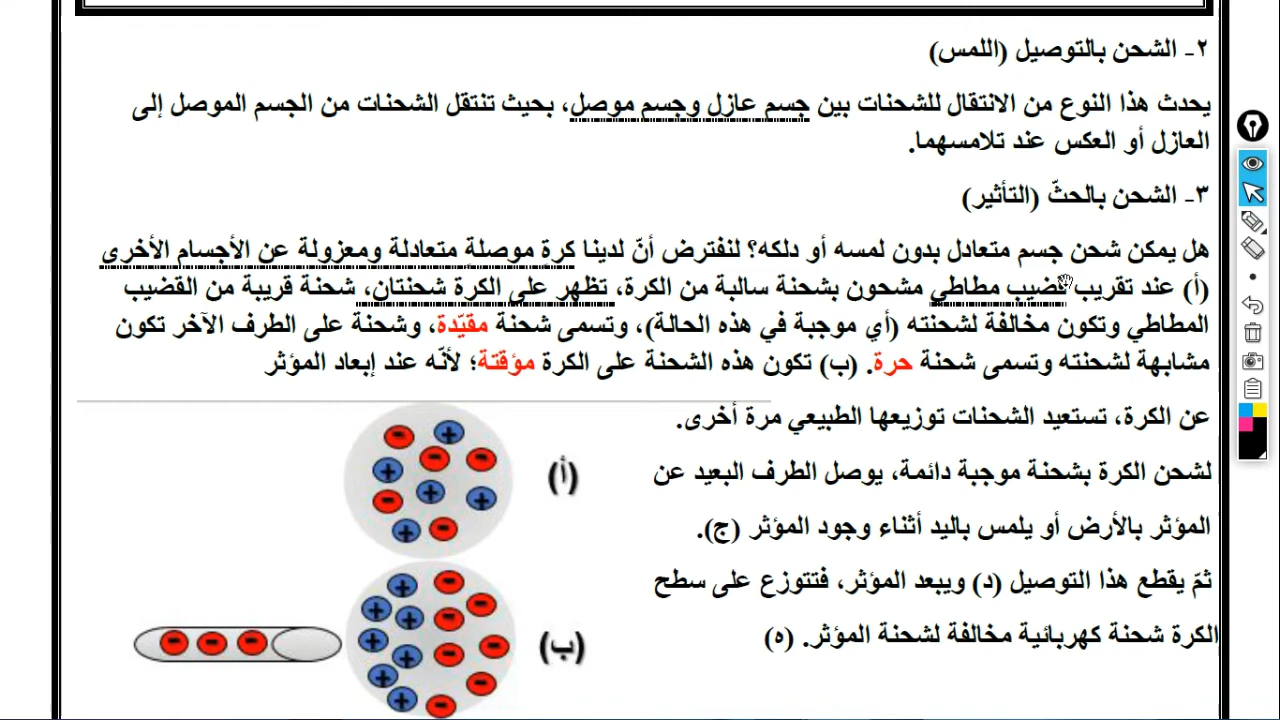 ٢- الشحن بالتوصيل (اللمس)
يحدث هذا النوع من الانتقال للشحنات بين جسم عازل وجسم موصل، بحيث تنتقل الشحنات من الجسم الموصل إلى
العازل أو العكس عند تلامسهما.
٣- الشحن بالحثّ (التأثير)
هل يمكن شحن جسم متعادل بدون لمسه أو دلكه؟ لنفترض أنّ لدينا كرة موصلة متعادلة ومعزولة عن الأجسام الأخرى
(أ) عند تقريب قضيب مطاطي مشحون بشحنة سالبة من الكرة، تظهر على الكرة شحنتان، شحنة قريبة من القضيب
المطاطي وتكون مخالفة لشحنته (أي موجبة في هذه الحالة)، وتسمى شحنة مقيّدة، وشحنة على الطرف الآخر تكون
مشابهة لشحنته وتسمى شحنة حرة. (ب) تكون هذه الشحنة على الكرة مؤقتة؛ لأنّه عند إبعاد المؤثر
عن الكرة، تستعيد الشحنات توزيعها الطبيعي مرة أخرى.
لشحن الكرة بشحنة موجبة دائمة، يوصل الطرف البعيد عن
المؤثر بالأرض أو يلمس باليد أثناء وجود المؤثر (ج).
ثمّ يقطع هذا التوصيل (د) ويبعد المؤثر، فتتوزع على سطح
الكرة شحنة كهربائية مخالفة لشحنة المؤثر. (ه)
(أ)
(ب)